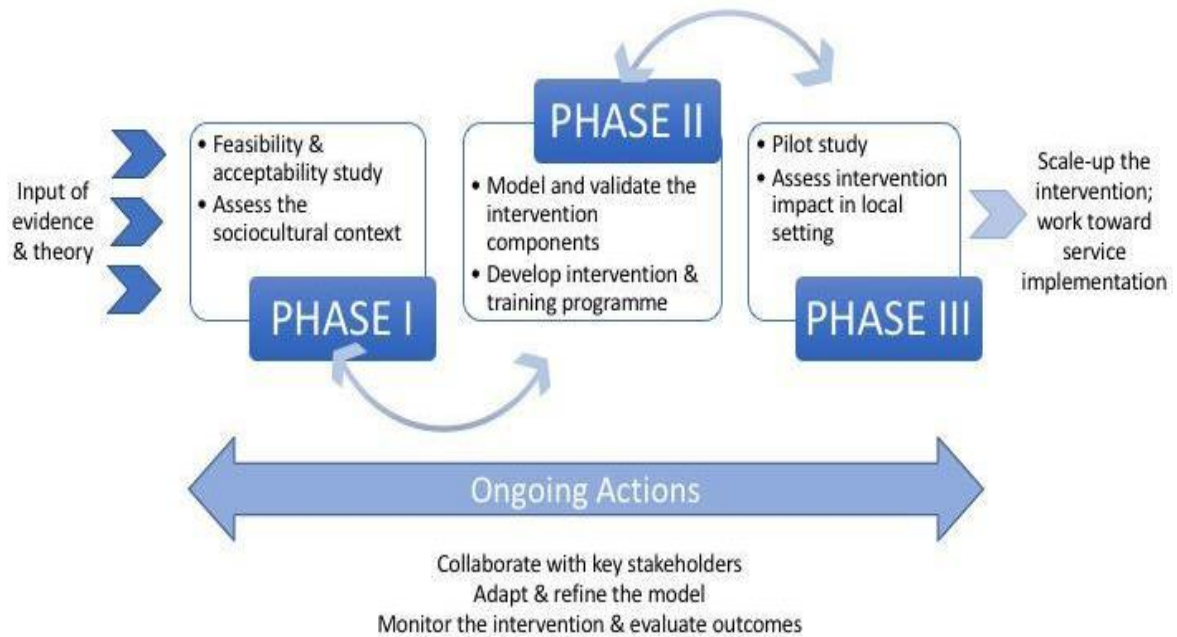 Input of
evidence
& theory
• Feasibility &
acceptability study
• Assess the
sociocultural context
PHASE I
PHASE II
• Model and validate the
intervention
components
• Develop intervention &
training programme
• Pilot study
• Assess intervention
impact in local
setting
PHASE III
Scale-up the
intervention;
work toward
service
implementation
Ongoing Actions
Collaborate with key stakeholders
Adapt & refine the model
Monitor the intervention & evaluate outcomes